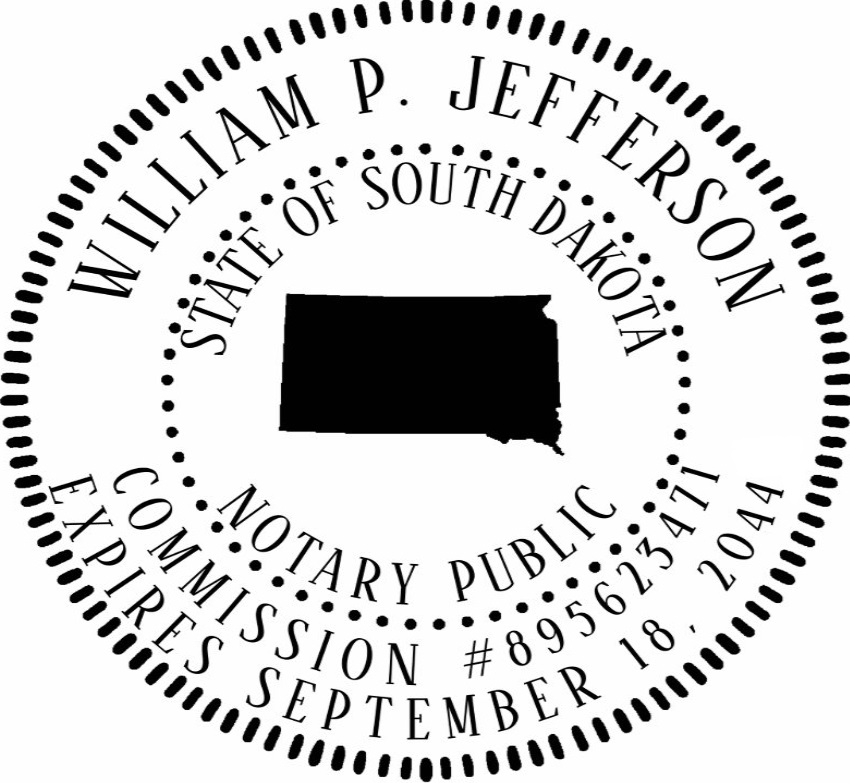 WILLIAM P. JEFFERSON
STATE OF SOUTH DAKOTA
NOTARY PUBLIC
COMMISSION #895623471
EXPIRES SEPTEMBER 18, 2044